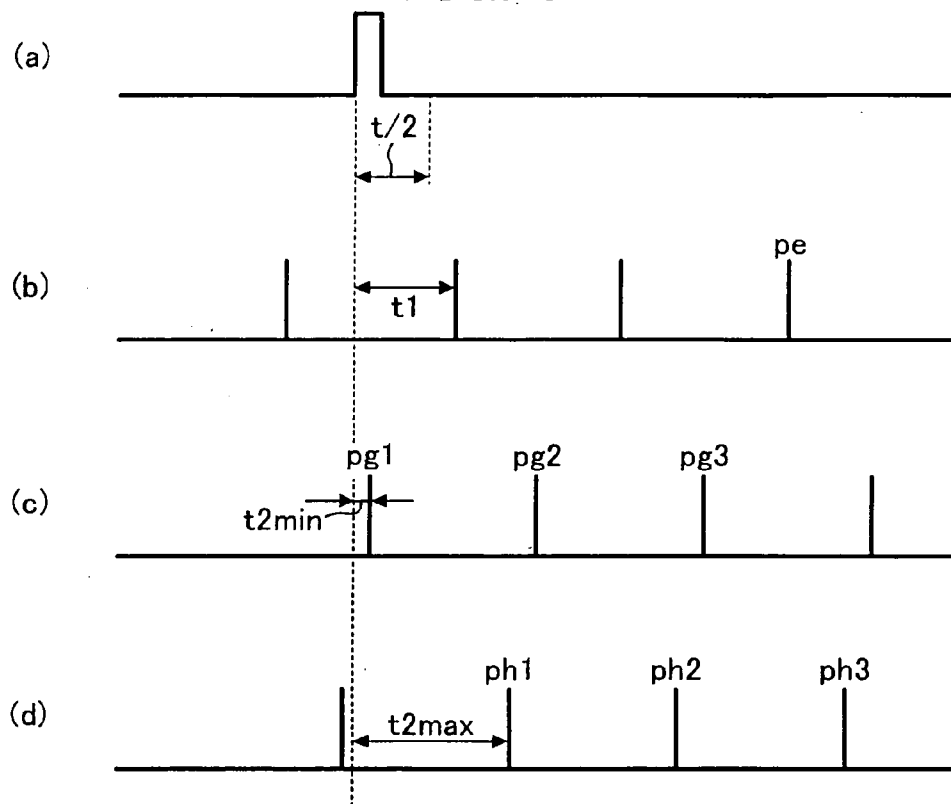 (a)
t/2
(b)
t1
pe
(c)
pg1
pg2
pg3
t2min
(d)
ph1
ph2
ph3
t2max